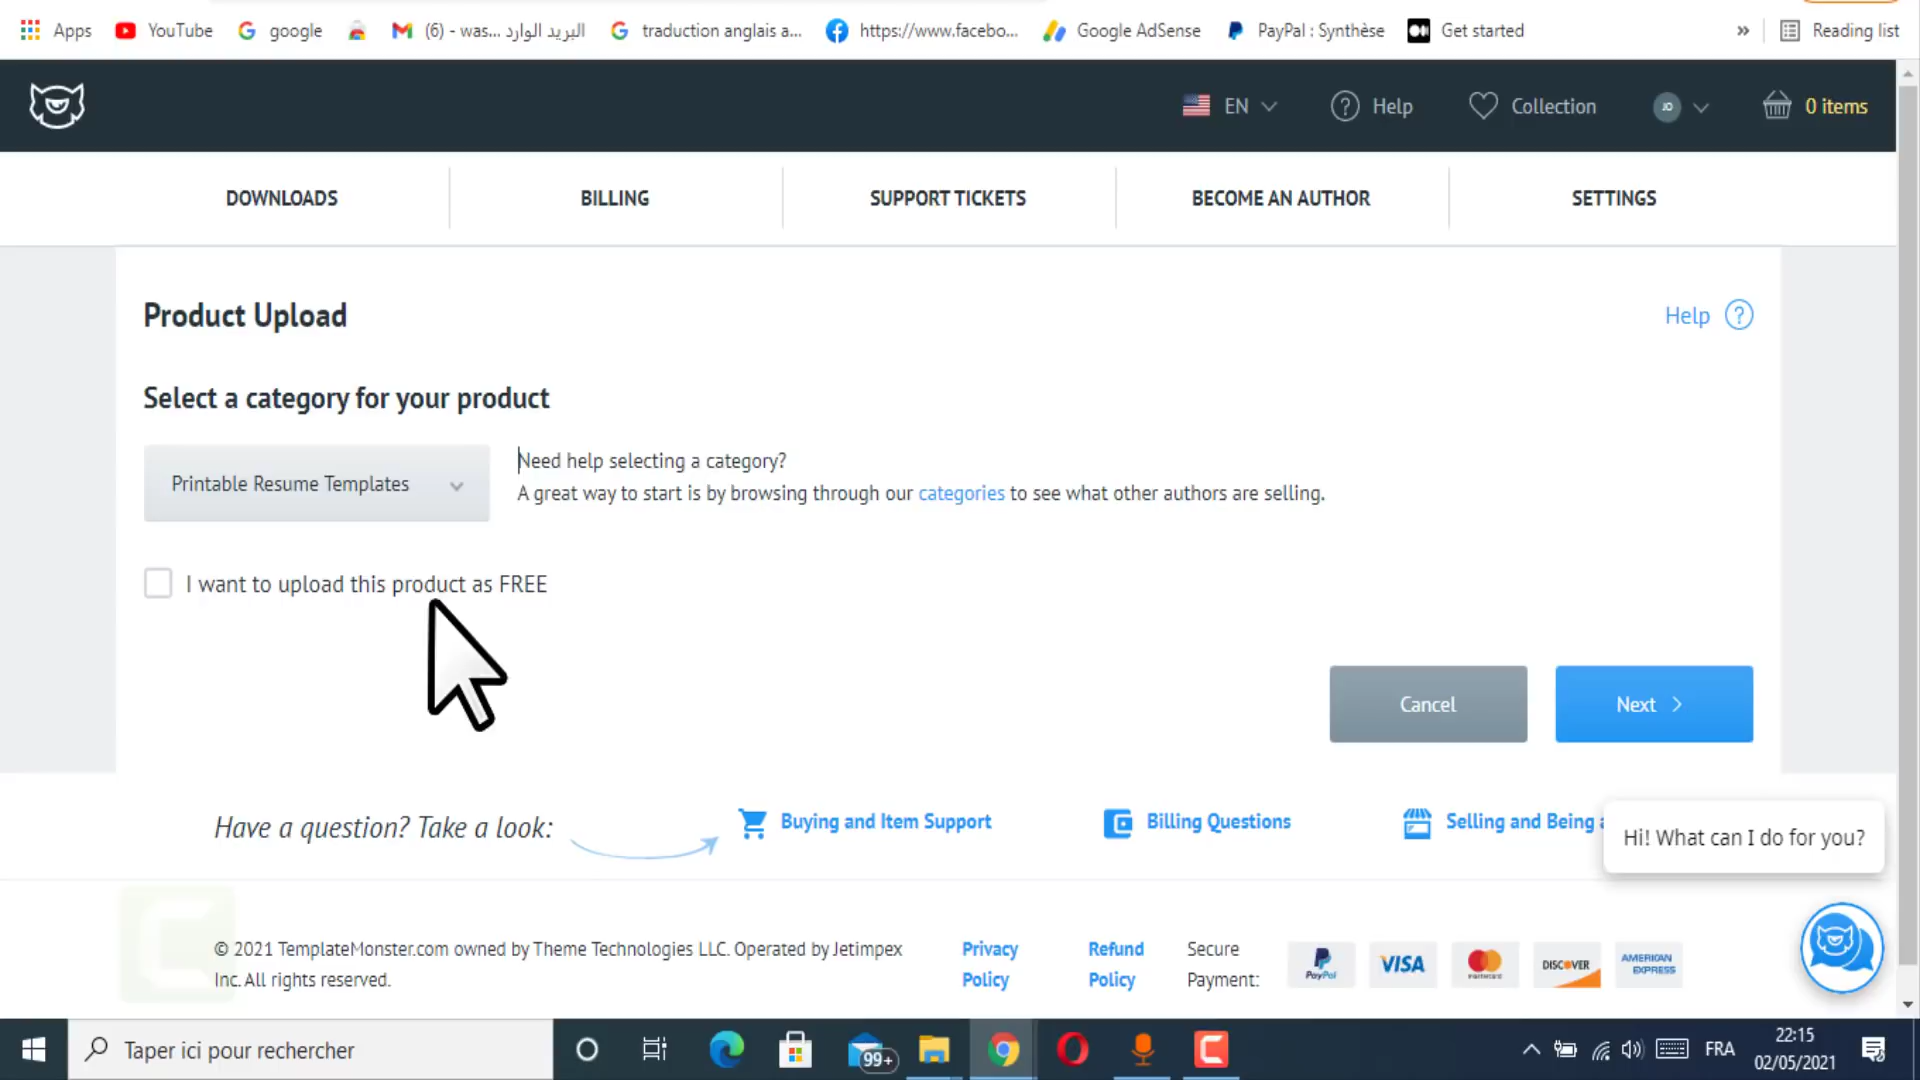 Apps YouTube google (6) - was... البريد الوارد traduction anglais a... https://www.facebo... Google AdSense PayPal : Synthèse Get started » Reading list
EN Help Collection JO 0 items
DOWNLOADS BILLING SUPPORT TICKETS BECOME AN AUTHOR SETTINGS
Product Upload Help ?
Select a category for your product
Printable Resume Templates
Need help selecting a category?
A great way to start is by browsing through our categories to see what other authors are selling.
I want to upload this product as FREE
Cancel Next >
Have a question? Take a look: Buying and Item Support Billing Questions Selling and Being a
Hi! What can I do for you?
© 2021 TemplateMonster.com owned by Theme Technologies LLC. Operated by Jetimpex
Inc. All rights reserved.
Privacy
Policy
Refund
Policy
Secure
Payment:
PayPal VISA mastercard DISCOVER AMERICAN EXPRESS
Taper ici pour rechercher 99+ FRA 22:15
02/05/2021